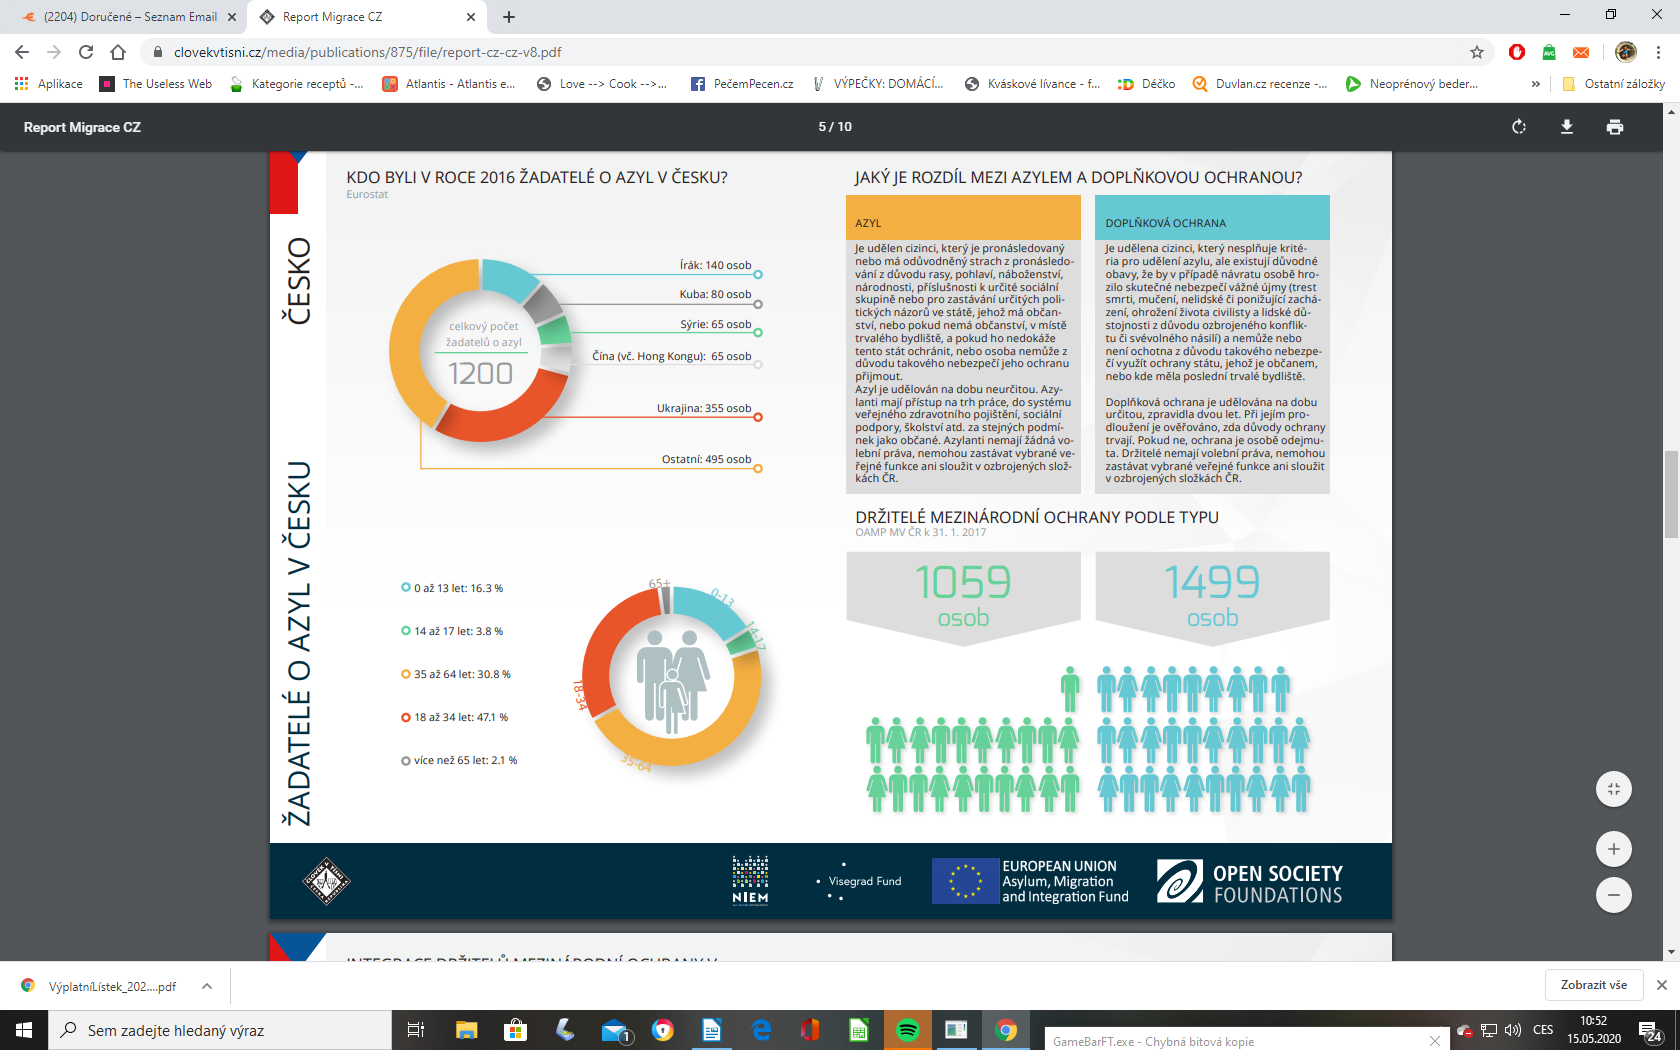 (2204) Doručené – Seznam Email
Report Migrace CZ
clovekvtisni.cz/media/publications/875/file/report-cz-cz-v8.pdf
Aplikace
The Useless Web
Kategorie receptů -...
Atlantis - Atlantis e...
Love --> Cook -->...
PečemPecen.cz
VÝPEČKY: DOMÁCÍ...
Kváskové lívance - f...
Déčko
Duvlan.cz recenze -...
Neoprénový beder...
»
Ostatní záložky
Report Migrace CZ
5 / 10
ČESKO
ŽADATELÉ O AZYL V ČESKU
KDO BYLI V ROCE 2016 ŽADATELÉ O AZYL V ČESKU?
Eurostat
celkový počet
žadatelů o azyl
1200
Írák: 140 osob
Kuba: 80 osob
Sýrie: 65 osob
Čína (vč. Hong Kongu): 65 osob
Ukrajina: 355 osob
Ostatní: 495 osob
0 až 13 let: 16.3 %
14 až 17 let: 3.8 %
35 až 64 let: 30.8 %
18 až 34 let: 47.1 %
více než 65 let: 2.1 %
65+
0-13
14-17
18-34
35-64
JAKÝ JE ROZDÍL MEZI AZYLEM A DOPLŇKOVOU OCHRANOU?
AZYL
Je udělen cizinci, který je pronásledovaný
nebo má odůvodněný strach z pronásledo-
vání z důvodu rasy, pohlaví, náboženství,
národnosti, příslušnosti k určité sociální
skupině nebo pro zastávání určitých poli-
tických názorů ve státě, jehož má občan-
ství, nebo pokud nemá občanství, v místě
trvalého bydliště, a pokud ho nedokáže
tento stát ochránit, nebo osoba nemůže z
důvodu takového nebezpečí jeho ochranu
přijmout.
Azyl je udělován na dobu neurčitou. Azy-
lanti mají přístup na trh práce, do systému
veřejného zdravotního pojištění, sociální
podpory, školství atd. za stejných podmí-
nek jako občané. Azylanti nemají žádná vo-
lební práva, nemohou zastávat vybrané ve-
řejné funkce ani sloužit v ozbrojených slož-
kách ČR.
DOPLŇKOVÁ OCHRANA
Je udělena cizinci, který nesplňuje krité-
ria pro udělení azylu, ale existují důvodné
obavy, že by v případě návratu osobě hro-
zilo skutečné nebezpečí vážné újmy (trest
smrti, mučení, nelidské či ponižující zachá-
zení, ohrožení života civilisty a lidské dů-
stojnosti z důvodu ozbrojeného konflik-
tu či svévolného násilí) a nemůže nebo
není ochotna z důvodu takového nebezpe-
čí využít ochrany státu, jehož je občanem,
nebo kde měla poslední trvalé bydliště.
Doplňková ochrana je udělována na dobu
určitou, zpravidla dvou let. Při jejím pro-
dloužení je ověřováno, zda důvody ochrany
trvají. Pokud ne, ochrana je osobě odejmu-
ta. Držitelé nemají volební práva, nemohou
zastávat vybrané veřejné funkce ani sloužit
v ozbrojených složkách ČR.
DRŽITELÉ MEZINÁRODNÍ OCHRANY PODLE TYPU
OAMP MV ČR k 31. 1. 2017
1059
osob
1499
osob
ČLOVĚK V TÍSNI
NIEM
Visegrad Fund
EUROPEAN UNION
Asylum, Migration
and Integration Fund
OPEN SOCIETY
FOUNDATIONS
INTEGRACE DRŽITELŮ MEZINÁRODNÍ OCHRANY V
VýplatníLístek_202....pdf
Zobrazit vše
Sem zadejte hledaný výraz
1
GameBarFT.exe - Chybná bitová kopie
CES
10:52
15.05.2020
24